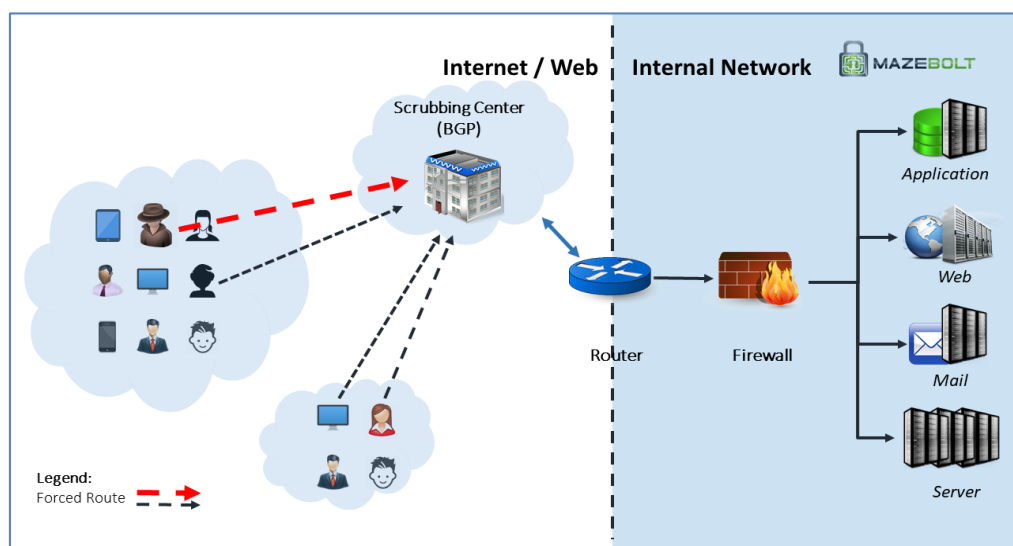 Internet / Web
Internal Network
MAZEBOLT
Scrubbing Center
(BGP)
Application
Web
Router
Firewall
Mail
Server
Legend:
Forced Route